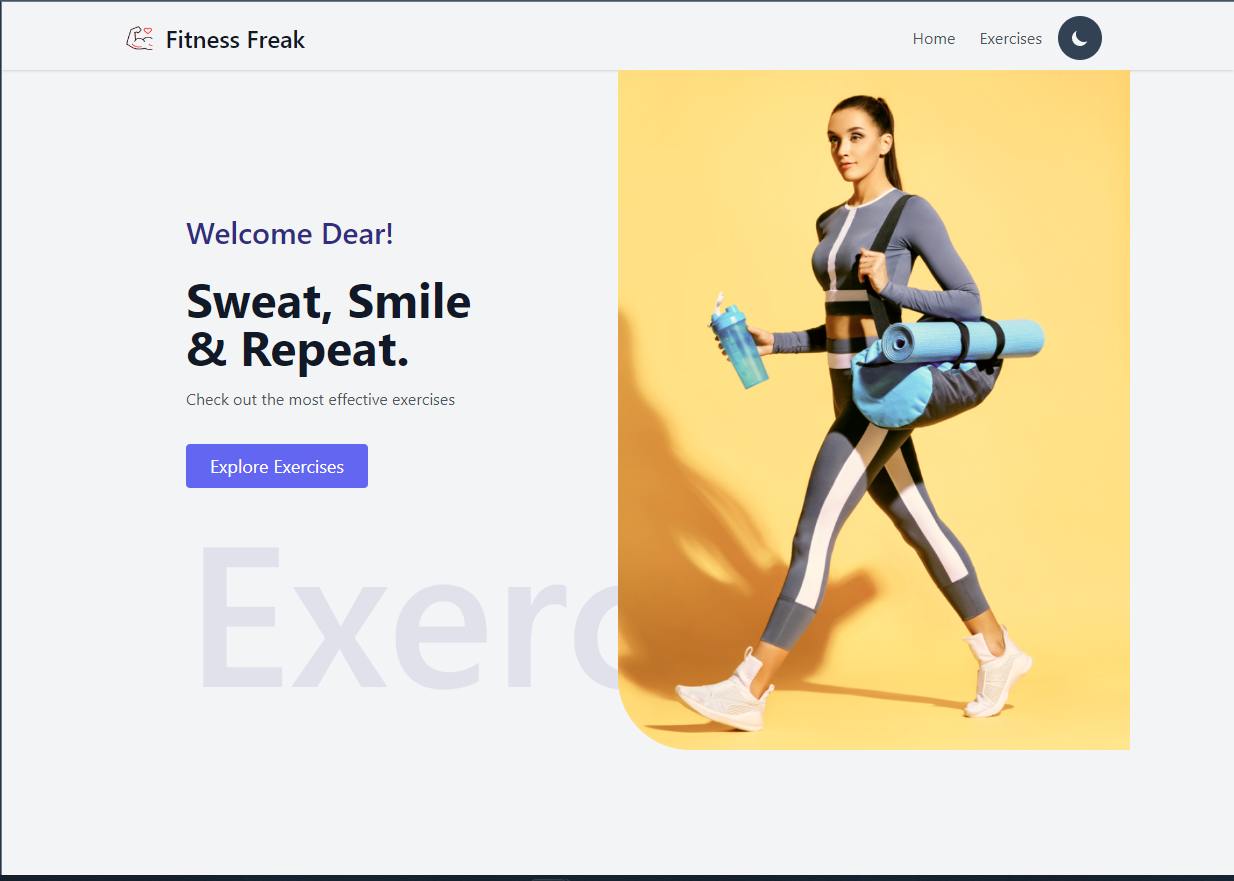 Fitness Freak
Home
Exercises
Welcome Dear!
Sweat, Smile
& Repeat.
Check out the most effective exercises
Explore Exercises
Exerc